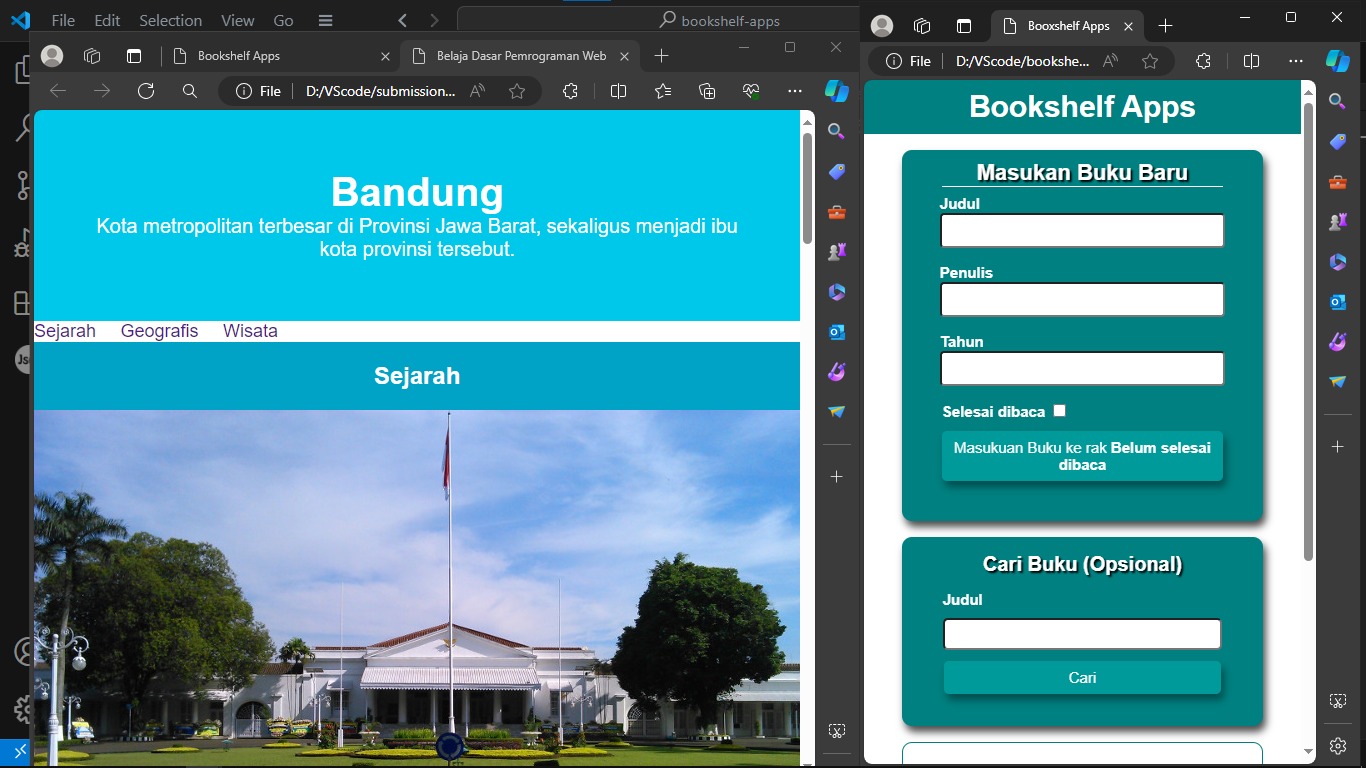 File Edit Selection View Go
bookshelf-apps
Bookshelf Apps
Belaja Dasar Pemrograman Web
File
D:/VScode/submission...
Bandung
Kota metropolitan terbesar di Provinsi Jawa Barat, sekaligus menjadi ibu
kota provinsi tersebut.
Sejarah Geografis Wisata
Sejarah
Booxshelf Apps
File
D:/VScode/bookshe...
Bookshelf Apps
Masukan Buku Baru
Judul
Penulis
Tahun
Selesai dibaca
Masukuan Buku ke rak Belum selesai
dibaca
Cari Buku (Opsional)
Judul
Cari